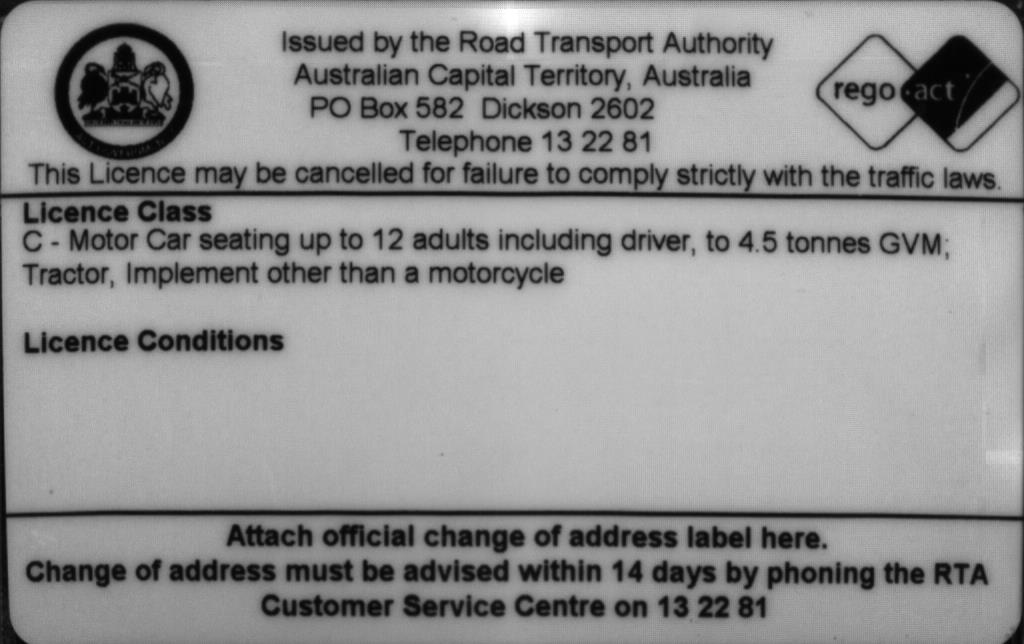 Issued by the Road Transport Authority
Australian Capital Territory, Australia
PO Box 582 Dickson 2602
Telephone 13 22 81
rego act
This Licence may be cancelled for failure to comply strictly with the traffic laws.
Licence Class
C - Motor Car seating up to 12 adults including driver, to 4.5 tonnes GVM;
Tractor, Implement other than a motorcycle
Licence Conditions
Attach official change of address label here.
Change of address must be advised within 14 days by phoning the RTA
Customer Service Centre on 13 22 81